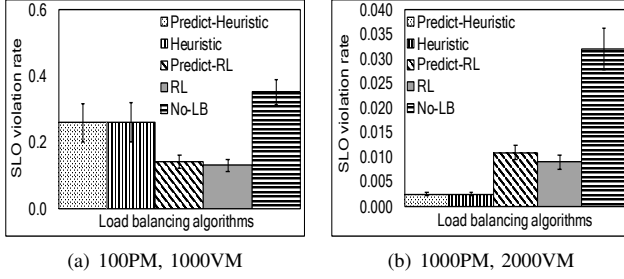 SLO violation rate
0.6
0.4
0.2
0.0
Predict-Heuristic
Heuristic
Predict-RL
RL
No-LB
Load balancing algorithms
(a) 100PM, 1000VM
SLO violation rate
0.040
0.035
0.030
0.025
0.020
0.015
0.010
0.005
0.000
Predict-Heuristic
Heuristic
Predict-RL
RL
No-LB
Load balancing algorithms
(b) 1000PM, 2000VM